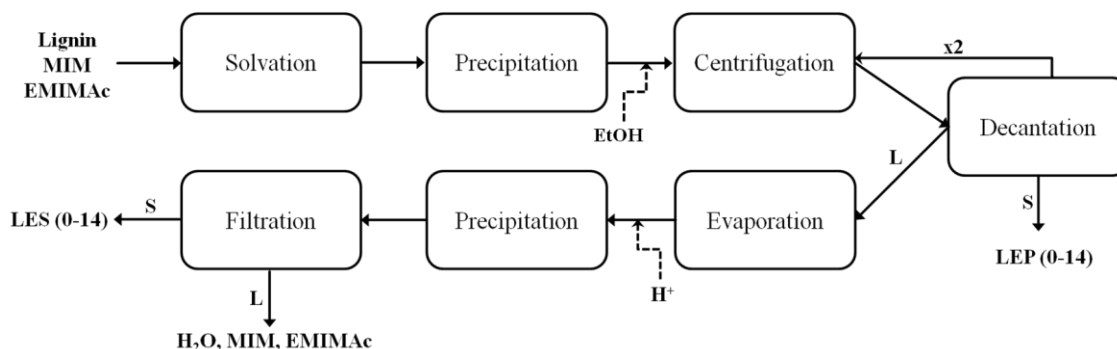 Lignin
MIM
EMIMAc
Solvation
Precipitation
EtOH
Centrifugation
x2
Decantation
S
LEP (0-14)
L
Evaporation
H⁺
Precipitation
Filtration
S
LES (0-14)
L
H₂O, MIM, EMIMAc